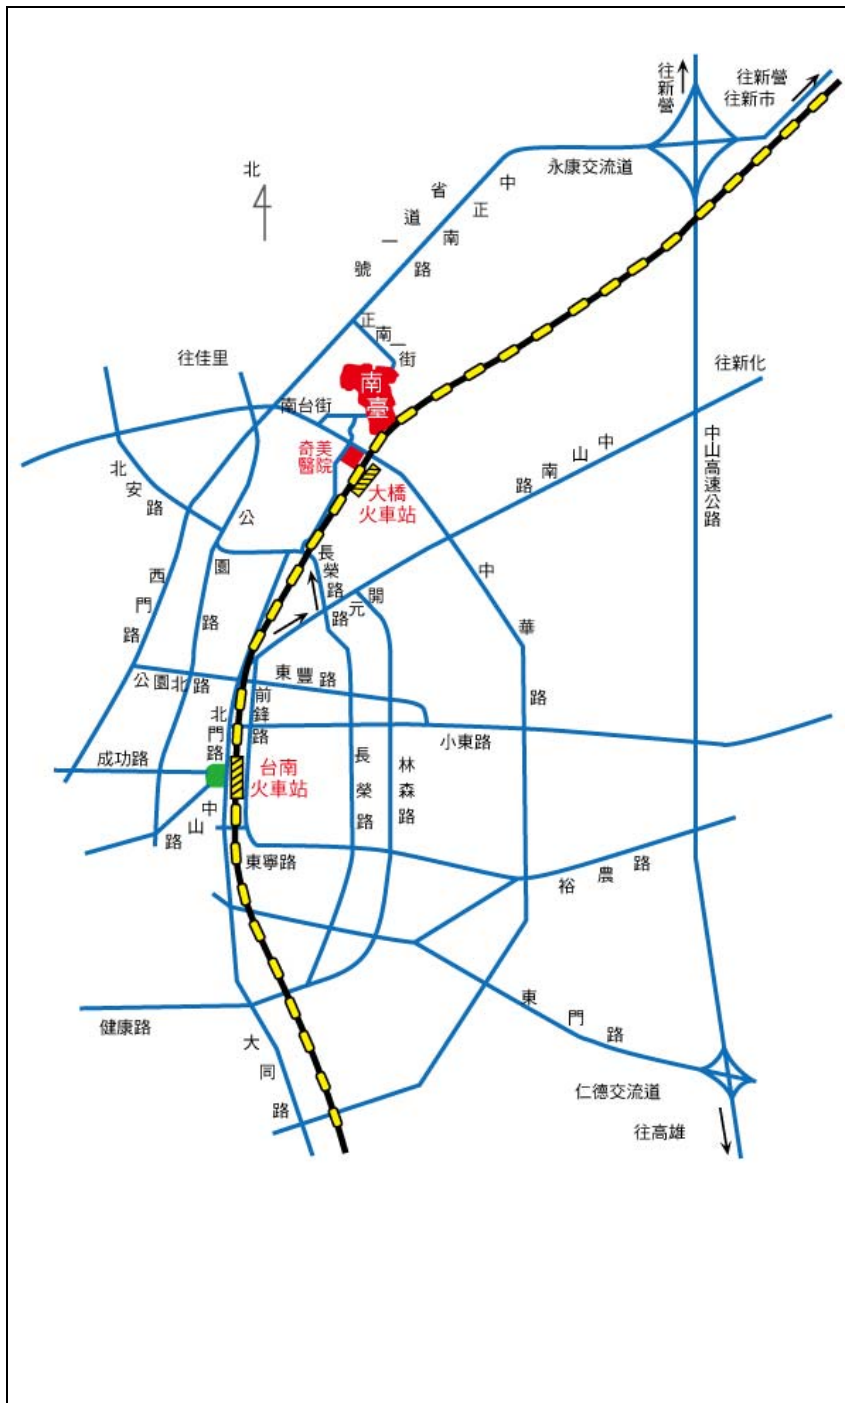 往新營
往新營
往新市
永康交流道
北
省道一號
中正南路
正南一街
往佳里
往新化
南台街
南臺
奇美
醫院
大橋
火車站
中山南路
中山高速公路
北安路
公園路
西門路
長榮路
開元路
中華路
公園北路
東豐路
前鋒路
北門路
小東路
成功路
台南
火車站
長榮路
林森路
中山路
東寧路
裕農路
東門路
健康路
大同路
仁德交流道
往高雄